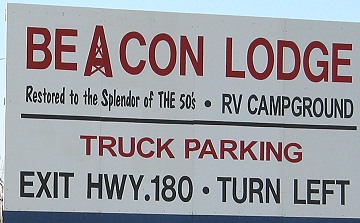 BEACON LODGE
Restored to the Splendor of THE 50's • RV CAMPGROUND
TRUCK PARKING
EXIT HWY.180 • TURN LEFT